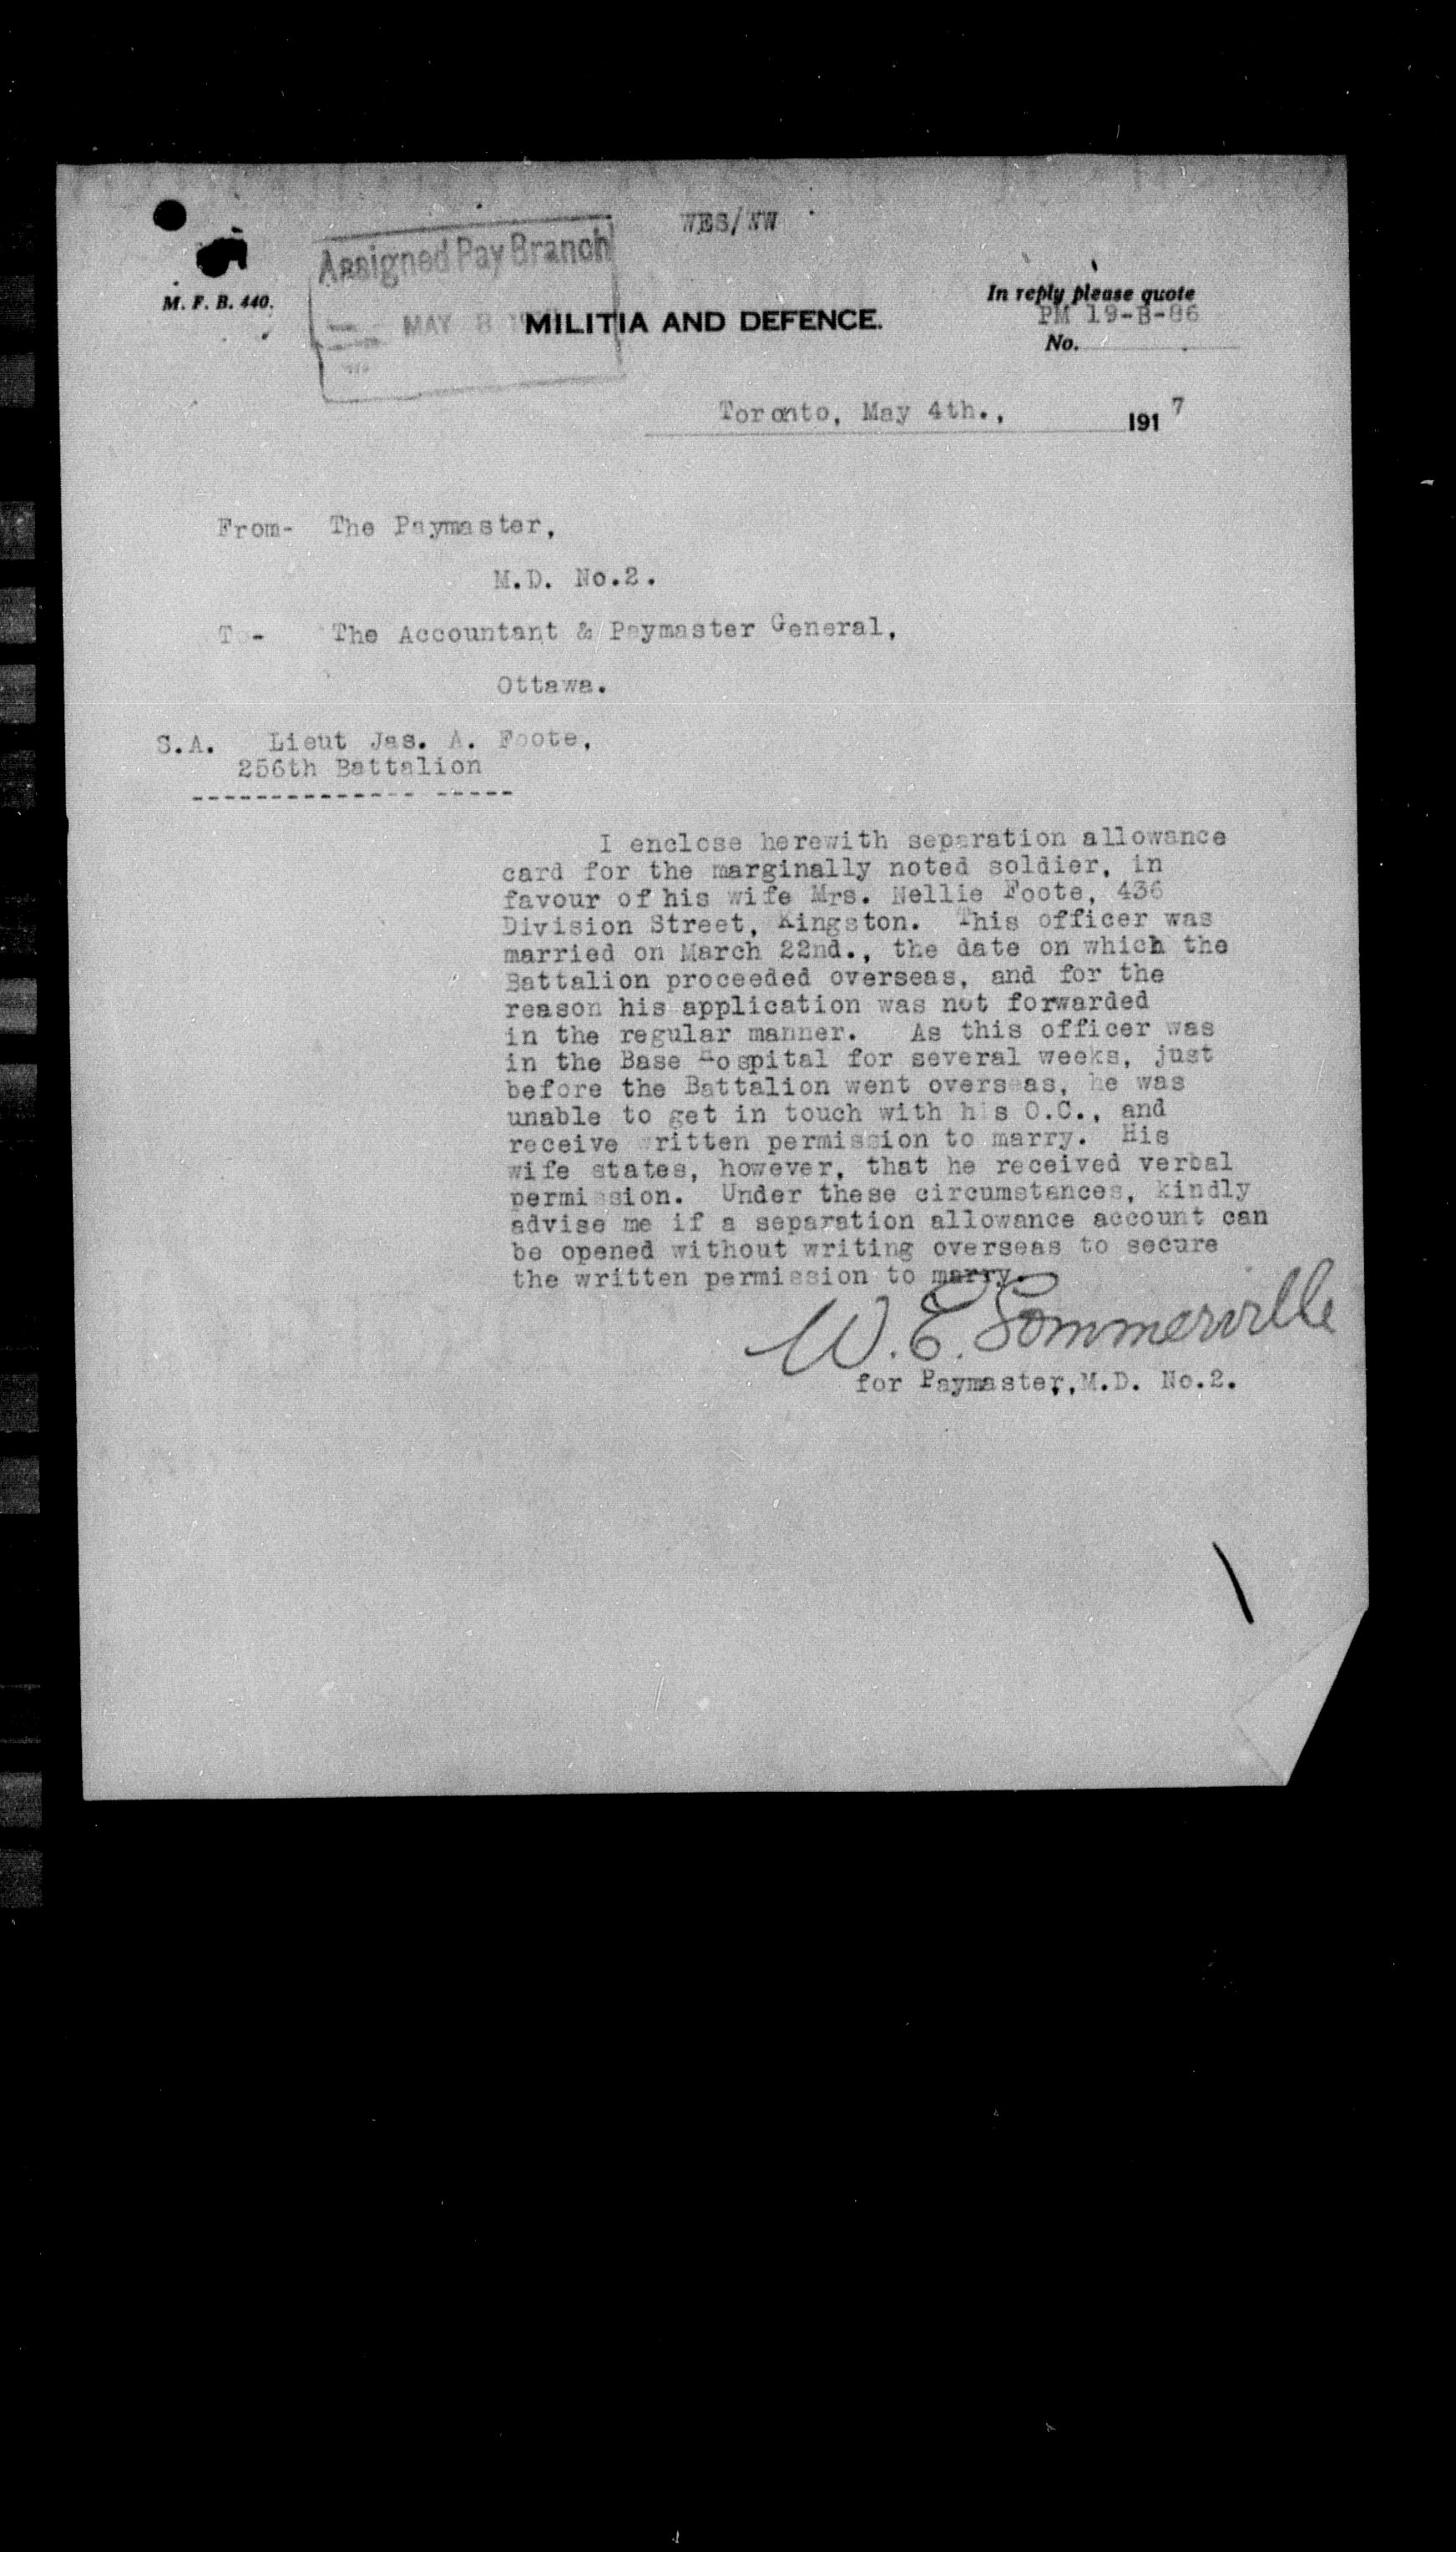 WES/NW
Assigned Pay Branch
M. F. B. 440.
In reply please quote
PM 19-B-86
MAY 8
MILITIA AND DEFENCE.
No.
Toronto, May 4th., 1917
From- The Paymaster,
M.D. No.2.
To- The Accountant & Paymaster General,
Ottawa.
S.A. Lieut Jas. A. Foote,
256th Battalion
-------------- -----
I enclose herewith separation allowance
card for the marginally noted soldier, in
favour of his wife Mrs. Nellie Foote, 436
Division Street, Kingston. This officer was
married on March 22nd., the date on which the
Battalion proceeded overseas, and for the
reason his application was not forwarded
in the regular manner. As this officer was
in the Base Hospital for several weeks, just
before the Battalion went overseas, he was
unable to get in touch with his O.C., and
receive written permission to marry. His
wife states, however, that he received verbal
permission. Under these circumstances, kindly
advise me if a separation allowance account can
be opened without writing overseas to secure
the written permission to marry.
W. E. Sommerville
for Paymaster, M.D. No.2.